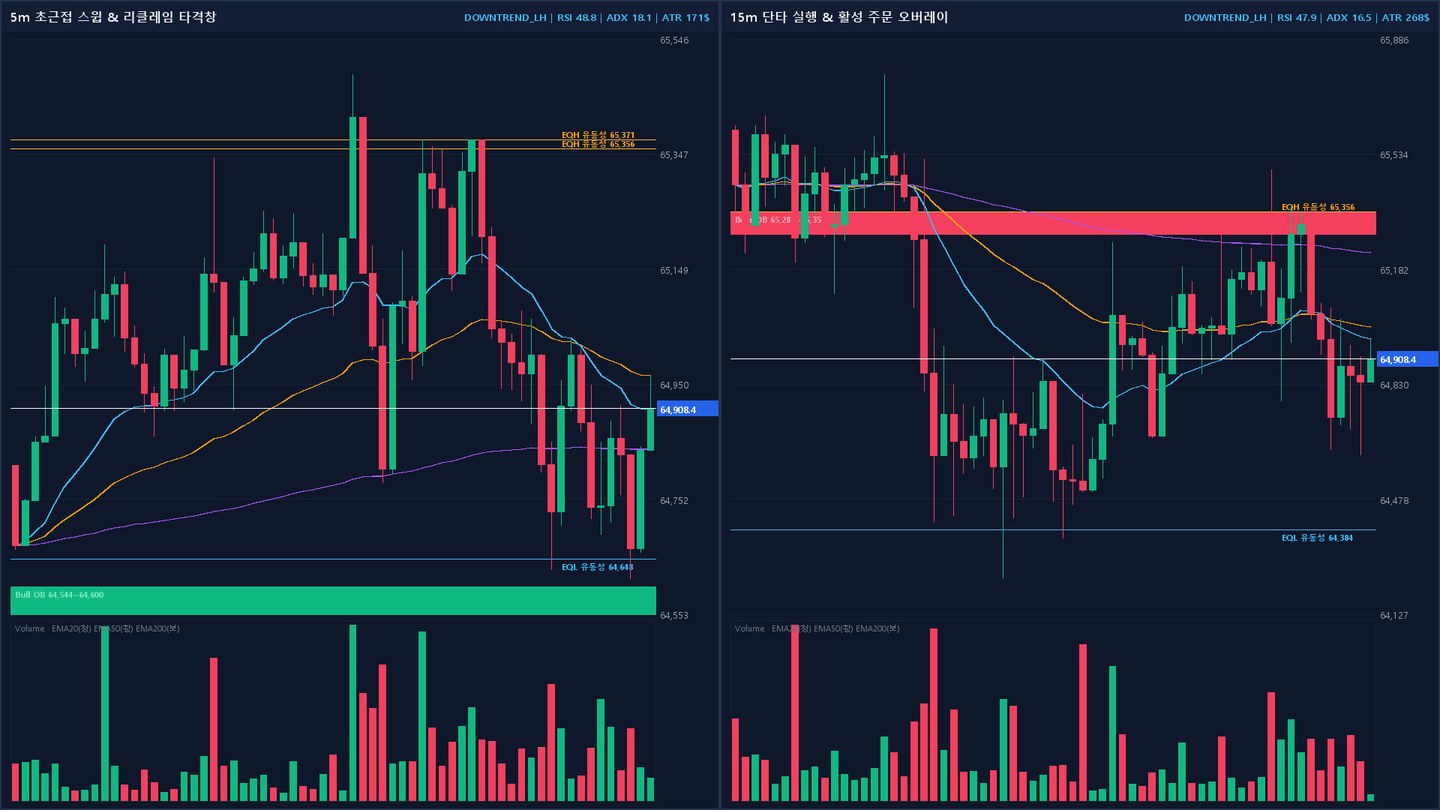 5m 초근접 스윕 & 리클레임 타격창
DOWNTREND_LH | RSI 48.8 | ADX 18.1 | ATR 171$
65,546
EQH 유동성 65,371
EQH 유동성 65,356
65,347
65,149
64,950
64,908.4
64,752
EQL 유동성 64,648
Bull OB 64,544~64,600
64,553
Volume · EMA20(청) EMA50(황) EMA200(보)
15m 단타 실행 & 활성 주문 오버레이
DOWNTREND_LH | RSI 47.9 | ADX 16.5 | ATR 268$
65,886
65,534
EQH 유동성 65,356
OB 65,28
65,182
64,908.4
64,830
64,478
EQL 유동성 64,384
64,127
Volume · (청) EMA50(황) EMA200(보)